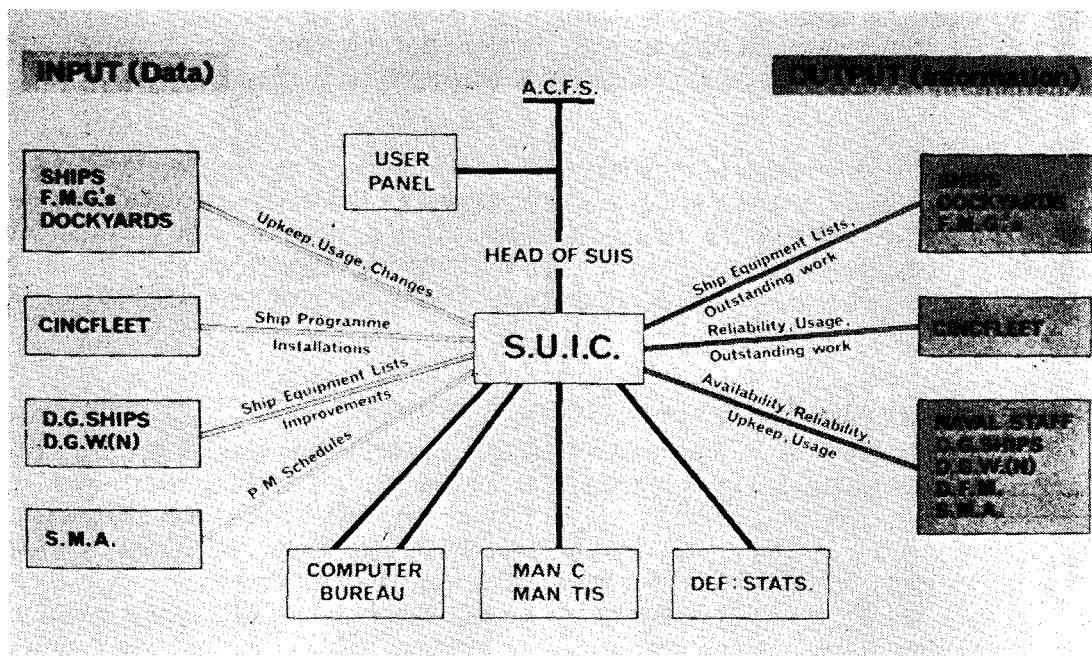 INPUT (Data)
OUTPUT (Information)
A.C.F.S.
USER
PANEL
SHIPS
F.M.G.'s
DOCKYARDS
SHIPS
DOCKYARDS
F.M.G.'s
Upkeep, Usage, Changes
HEAD OF SUIS
Ship Equipment Lists,
Outstanding work
CINCFLEET
Ship Programme
Installations
S.U.I.C.
Reliability, Usage,
Outstanding work
CINCFLEET
D.G.SHIPS
D.G.W.(N)
Ship Equipment Lists
Improvements
Availability, Reliability,
Upkeep, Usage
NAVAL STAFF
D.G.SHIPS
D.G.W.(N)
D.F.M.
S.M.A.
P M Schedules
S.M.A.
COMPUTER
BUREAU
MAN C
MAN TIS
DEF: STATS.